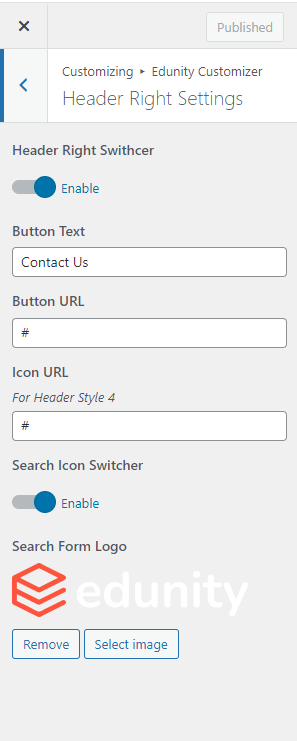 Published
Customizing ▸ Edunity Customizer
Header Right Settings
Header Right Swithcer
Enable
Button Text
Contact Us
Button URL
#
Icon URL
For Header Style 4
#
Search Icon Switcher
Enable
Search Form Logo
edunity
Remove Select image